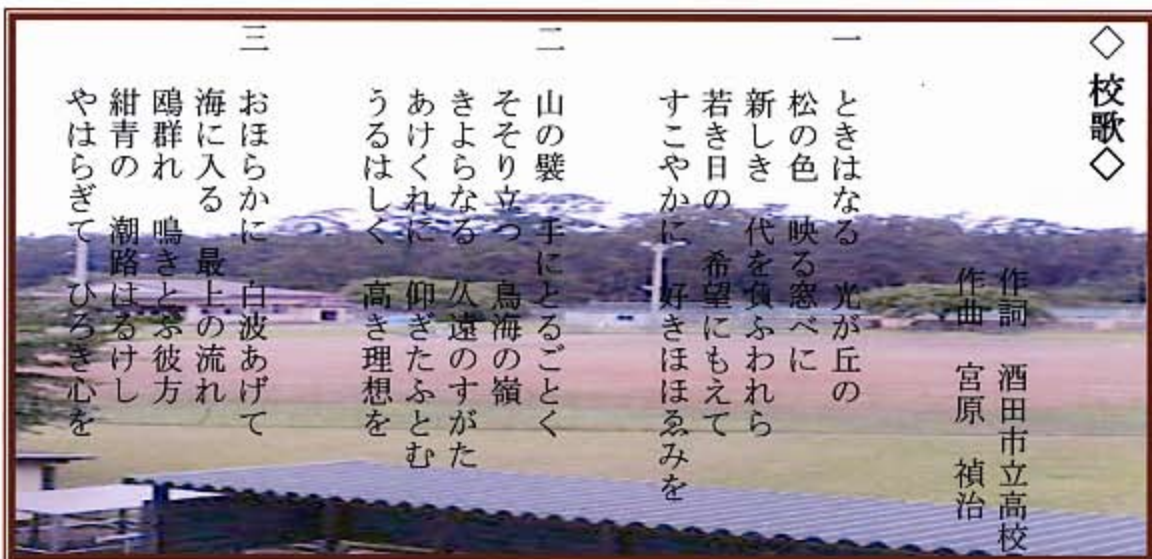 ◇ 校歌◇
作詞 酒田市立高校
作曲 宮原 禎治
一 ときはなる 光が丘の
松の色 映る窓べに
新しき 代を負ふわれら
若き日の 希望にもえて
すこやかに 好きほほゑみを
二 山の襞 手にとるごとく
そそり立つ 鳥海の嶺
きよらなる 久遠のすがた
あけくれに 仰ぎたふとむ
うるはしく 高き理想を
三 おほらかに 白波あげて
海に入る 最上の流れ
鴎群れ 鳴きとぶ彼方
紺青の 潮路はるけし
やはらぎて ひろき心を